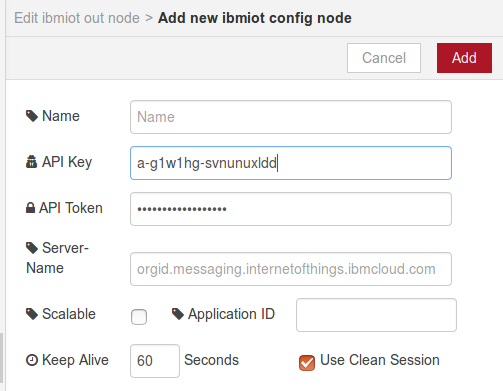 Edit ibmiot out node > Add new ibmiot config node
Cancel Add
Name Name
API Key a-g1w1hg-svnunuxldd
API Token ••••••••••••••••••
Server-
Name orgid.messaging.internetofthings.ibmcloud.com
Scalable Application ID
Keep Alive 60 Seconds Use Clean Session